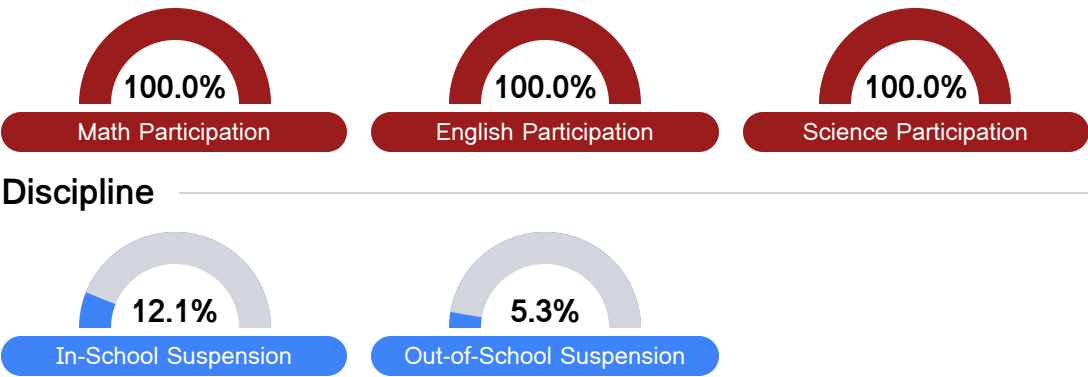 100.0%
100.0%
100.0%
Math Participation
English Participation
Science Participation
Discipline
12.1%
5.3%
In-School Suspension
Out-of-School Suspension